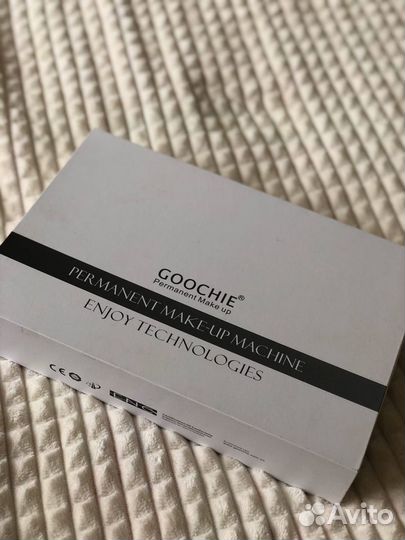 GOOCHIE®
Permanent Make up
PERMANENT MAKE-UP MACHINE
ENJOY TECHNOLOGIES
CE
Avito